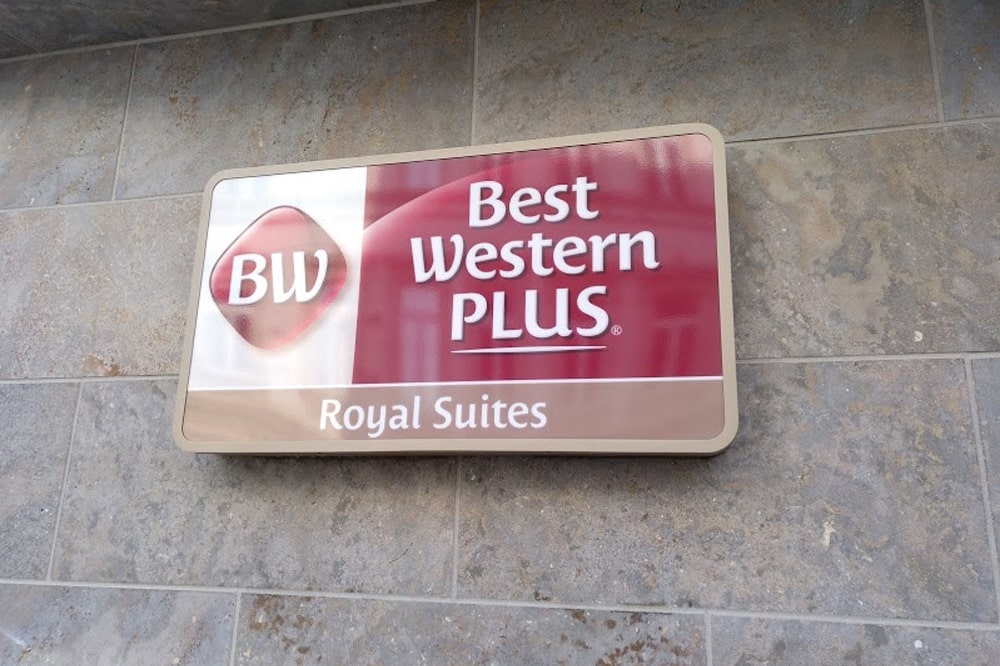 BW
Best
Western
PLUS®
Royal Suites